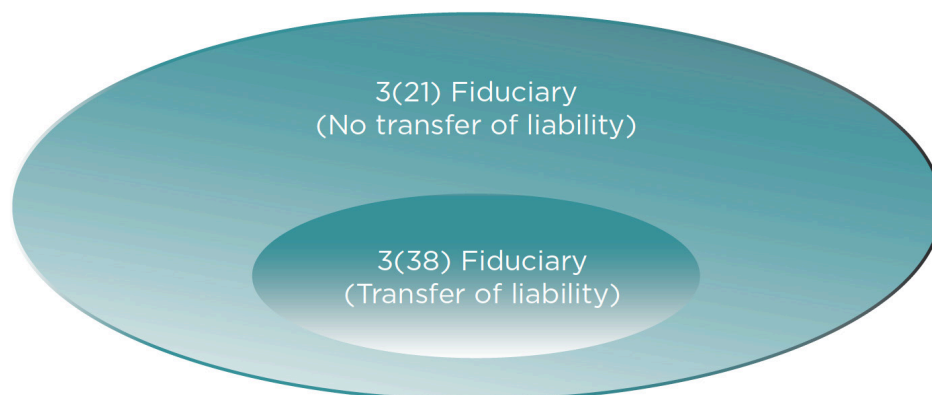 3(21) Fiduciary
(No transfer of liability)
3(38) Fiduciary
(Transfer of liability)